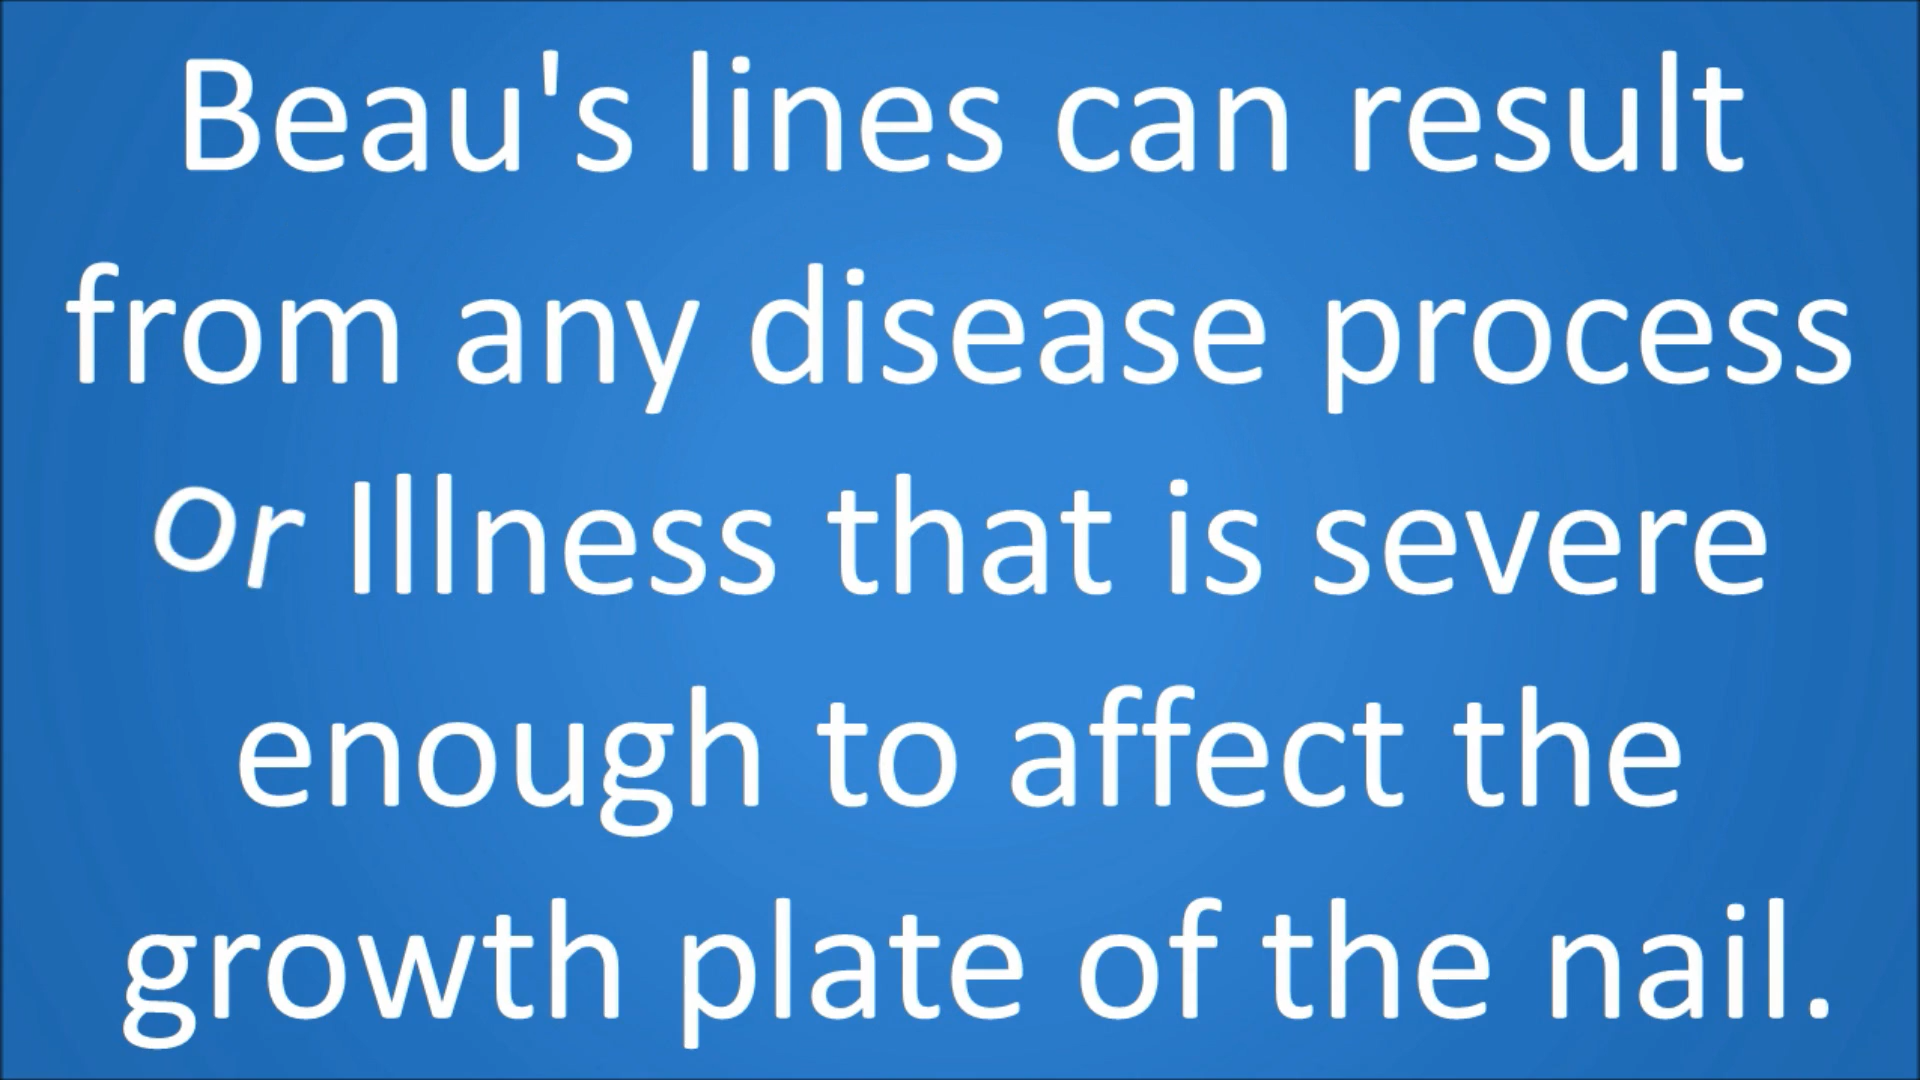 Beau's lines can result
from any disease process
or Illness that is severe
enough to affect the
growth plate of the nail.